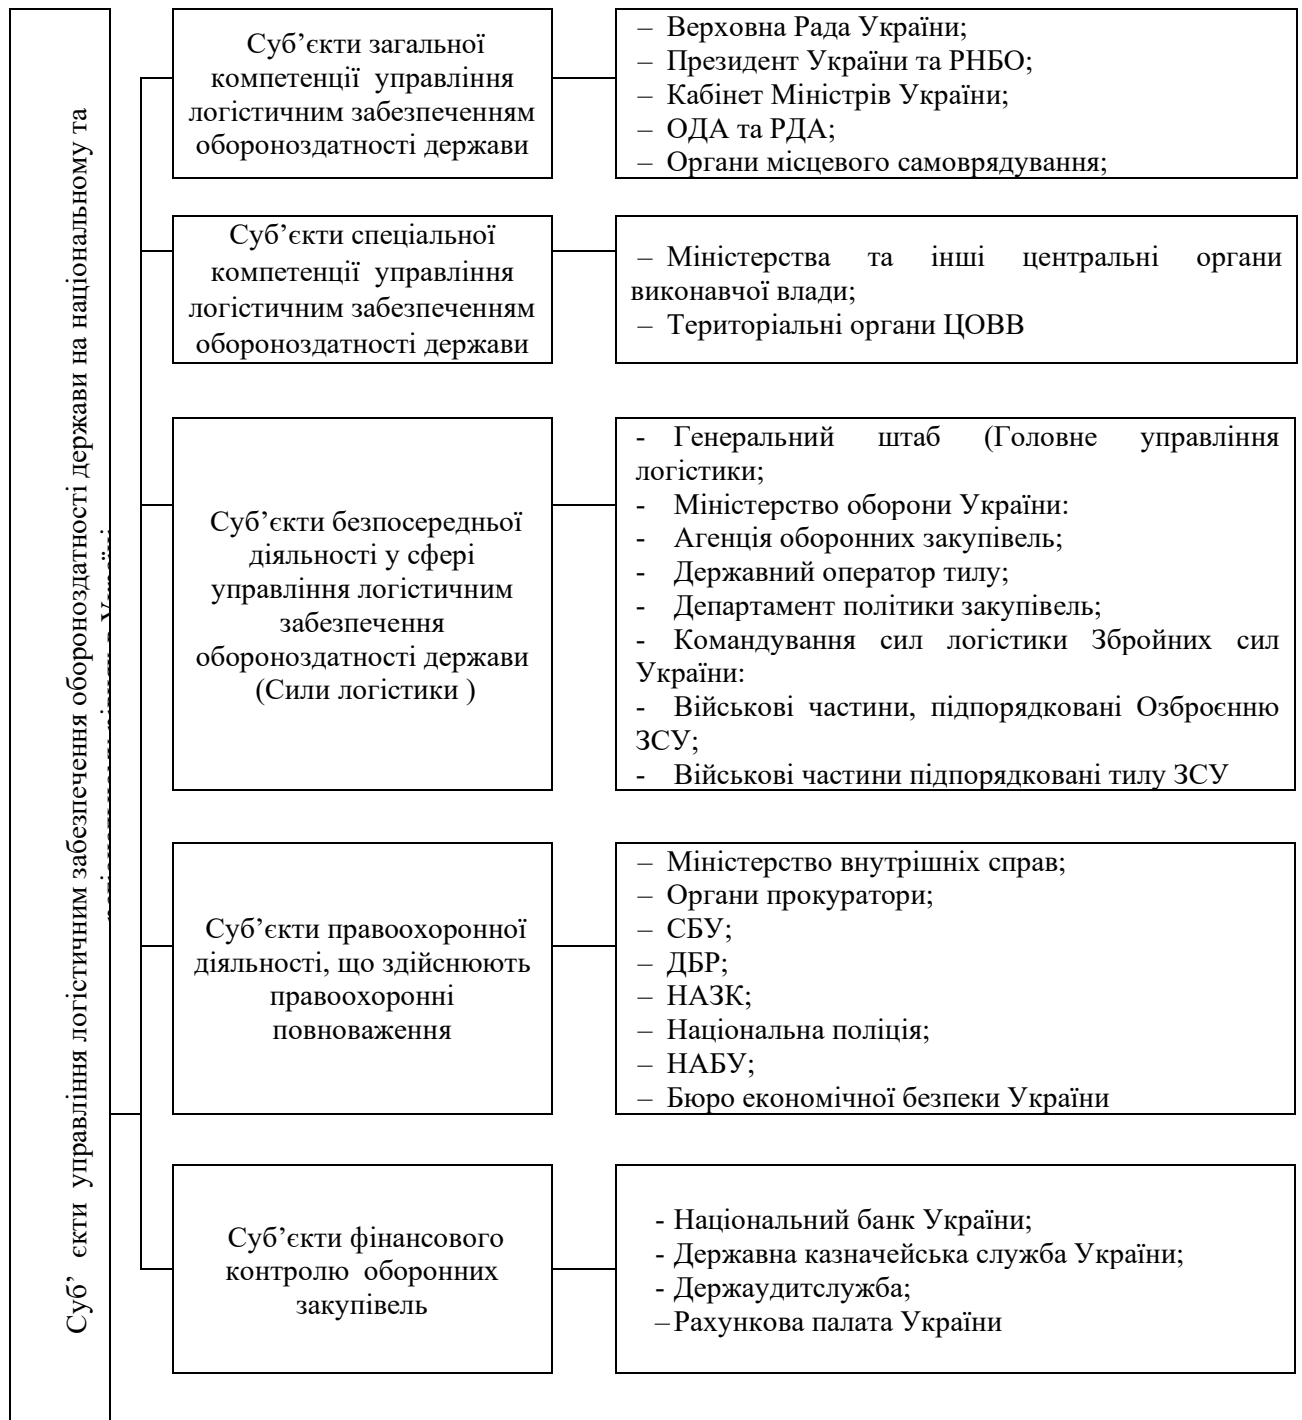 Суб’ єкти управління логістичним забезпечення обороноздатності держави на національному та
Суб’єкти загальної
компетенції управління
логістичним забезпеченням
обороноздатності держави
– Верховна Рада України;
– Президент України та РНБО;
– Кабінет Міністрів України;
– ОДА та РДА;
– Органи місцевого самоврядування;
Суб’єкти спеціальної
компетенції управління
логістичним забезпеченням
обороноздатності держави
– Міністерства та інші центральні органи
виконавчої влади;
– Територіальні органи ЦОВВ
Суб’єкти безпосередньої
діяльності у сфері
управління логістичним
забезпечення
обороноздатності держави
(Сили логістики )
- Генеральний штаб (Головне управління
логістики;
- Міністерство оборони України:
- Агенція оборонних закупівель;
- Державний оператор тилу;
- Департамент політики закупівель;
- Командування сил логістики Збройних сил
України:
- Військові частини, підпорядковані Озброєнню
ЗСУ;
- Військові частини підпорядковані тилу ЗСУ
Суб’єкти правоохоронної
діяльності, що здійснюють
правоохоронні
повноваження
– Міністерство внутрішніх справ;
– Органи прокуратори;
– СБУ;
– ДБР;
– НАЗК;
– Національна поліція;
– НАБУ;
– Бюро економічної безпеки України
Суб’єкти фінансового
контролю оборонних
закупівель
- Національний банк України;
- Державна казначейська служба України;
- Держаудитслужба;
– Рахункова палата України